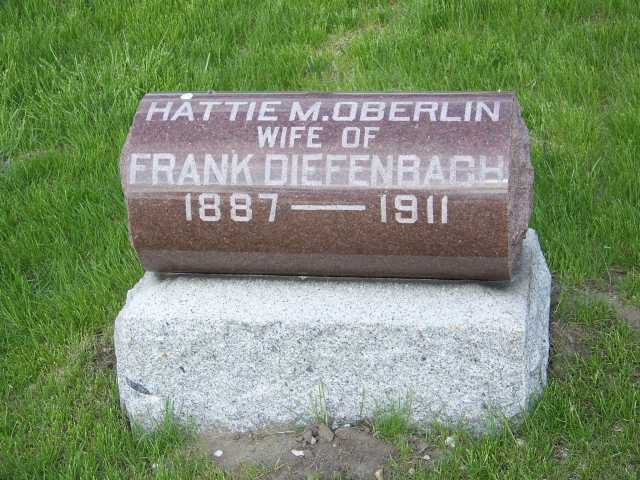 HATTIE M. OBERLIN
WIFE OF
FRANK DIEFENBACH
1887 — 1911